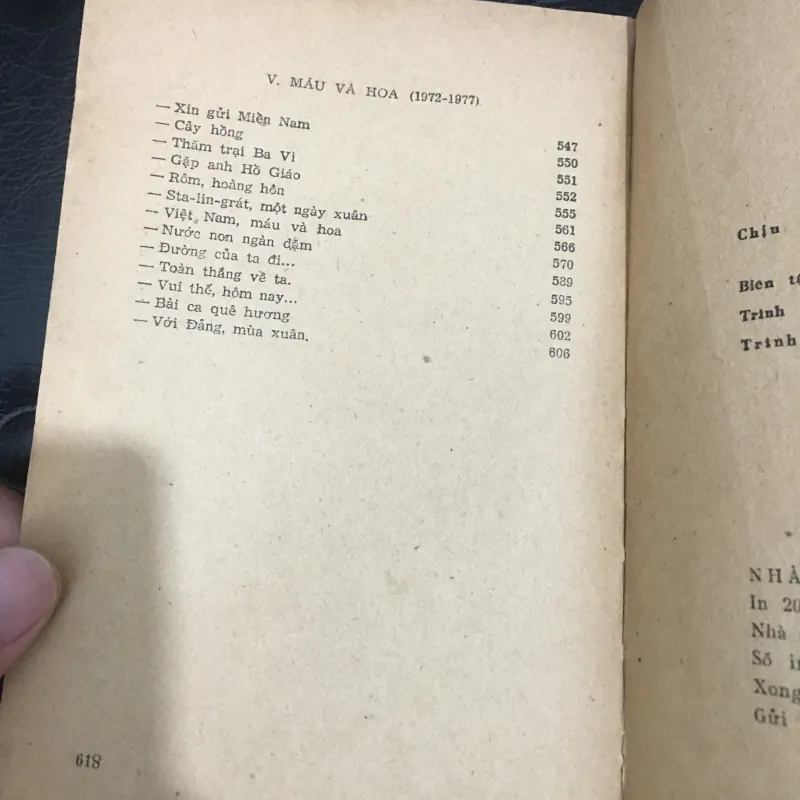 V. MÁU VÀ HOA (1972-1977)
— Xin gửi Miền Nam 547
— Cây hồng 550
— Thăm trại Ba Vì 551
— Gặp anh Hồ Giáo 552
— Rôm, hoàng hôn 555
— Sta-lin-grát, một ngày xuân 561
— Việt Nam, máu và hoa 566
— Nước non ngàn dặm 570
— Đường của ta đi... 589
— Toàn thắng về ta. 595
— Vui thế, hôm nay... 599
— Bài ca quê hương 602
— Với Đảng, mùa xuân. 606
618
Chịu
Biên
Trình
Trình
NHÀ
In 20
Nhà
Số
Xong
Gửi